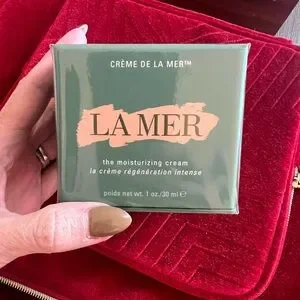 CRÈME DE LA MER™
LA MER
the moisturizing cream
la crème régénération intense
poids net wt. 1 oz./30 ml ℮